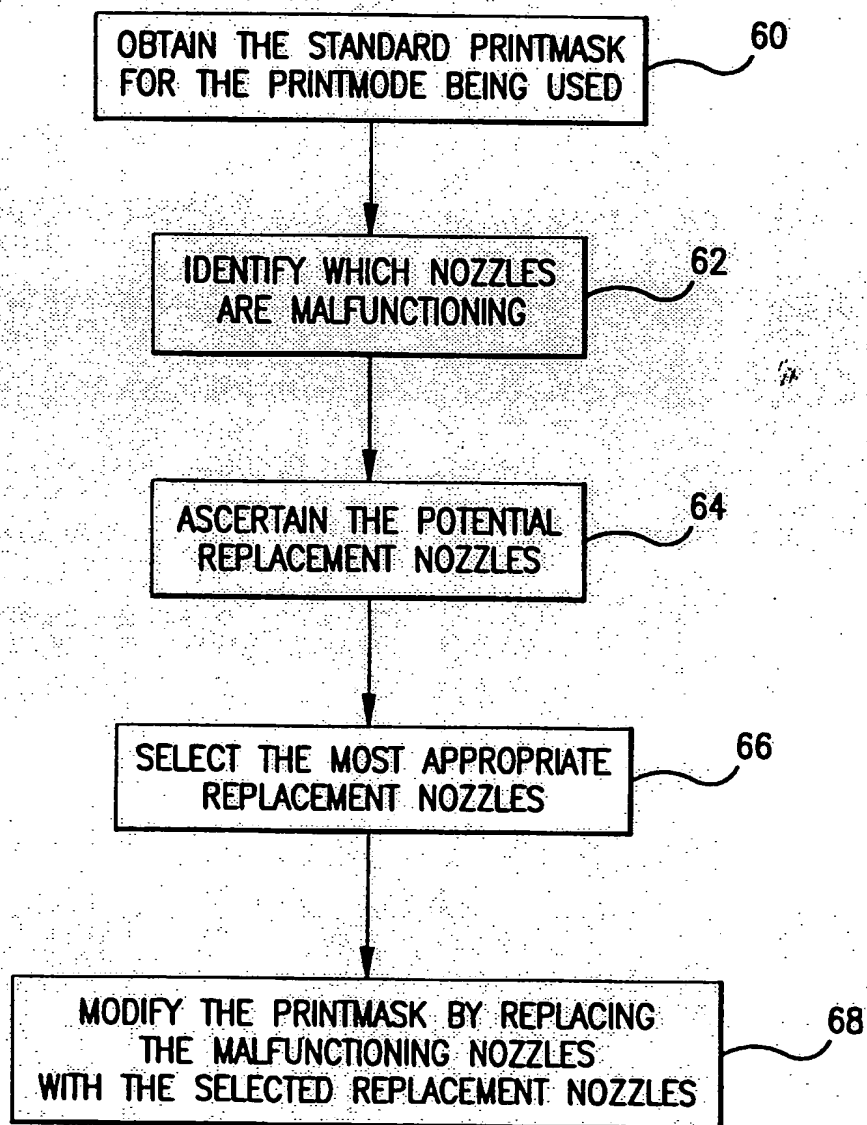 OBTAIN THE STANDARD PRINTMASK
FOR THE PRINTMODE BEING USED
60
IDENTIFY WHICH NOZZLES
ARE MALFUNCTIONING
62
ASCERTAIN THE POTENTIAL
REPLACEMENT NOZZLES
64
SELECT THE MOST APPROPRIATE
REPLACEMENT NOZZLES
66
MODIFY THE PRINTMASK BY REPLACING
THE MALFUNCTIONING NOZZLES
WITH THE SELECTED REPLACEMENT NOZZLES
68